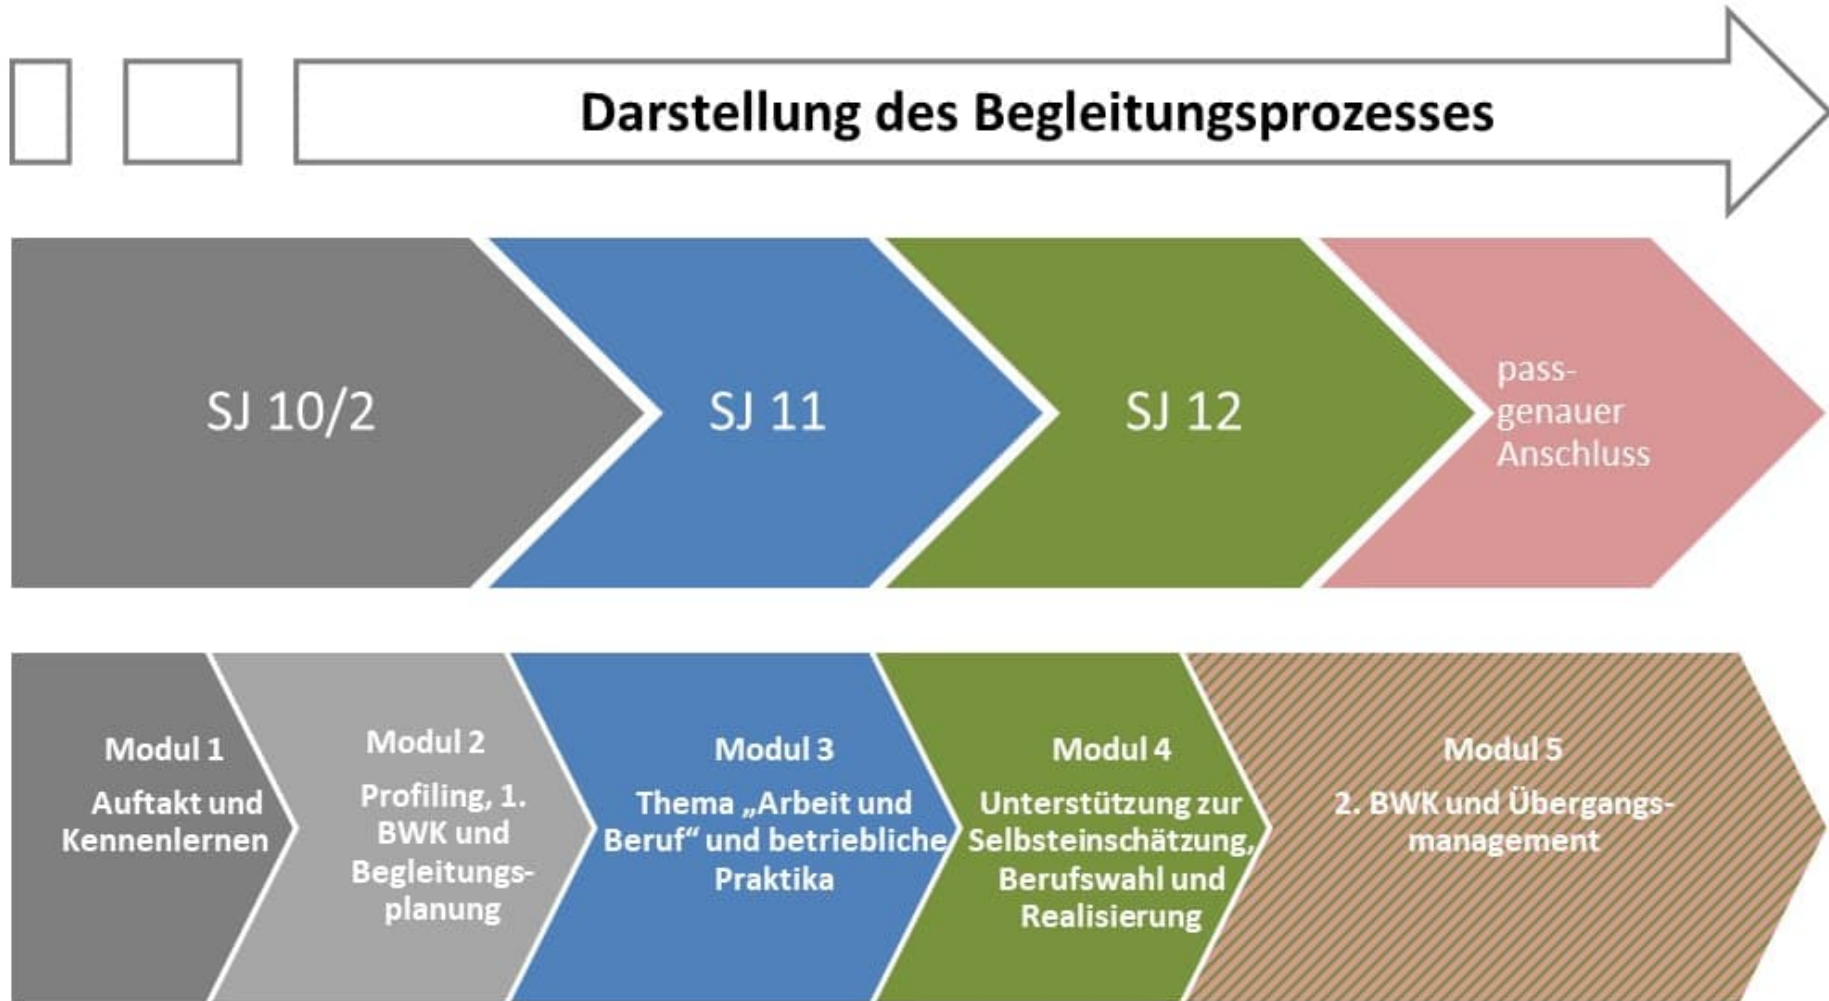 Darstellung des Begleitungsprozesses
SJ 10/2
SJ 11
SJ 12
pass-
genauer
Anschluss
Modul 1
Auftakt und
Kennenlernen
Modul 2
Profiling, 1.
BWK und
Begleitungs-
planung
Modul 3
Thema „Arbeit und
Beruf“ und betriebliche
Praktika
Modul 4
Unterstützung zur
Selbsteinschätzung,
Berufswahl und
Realisierung
Modul 5
2. BWK und Übergangs-
management